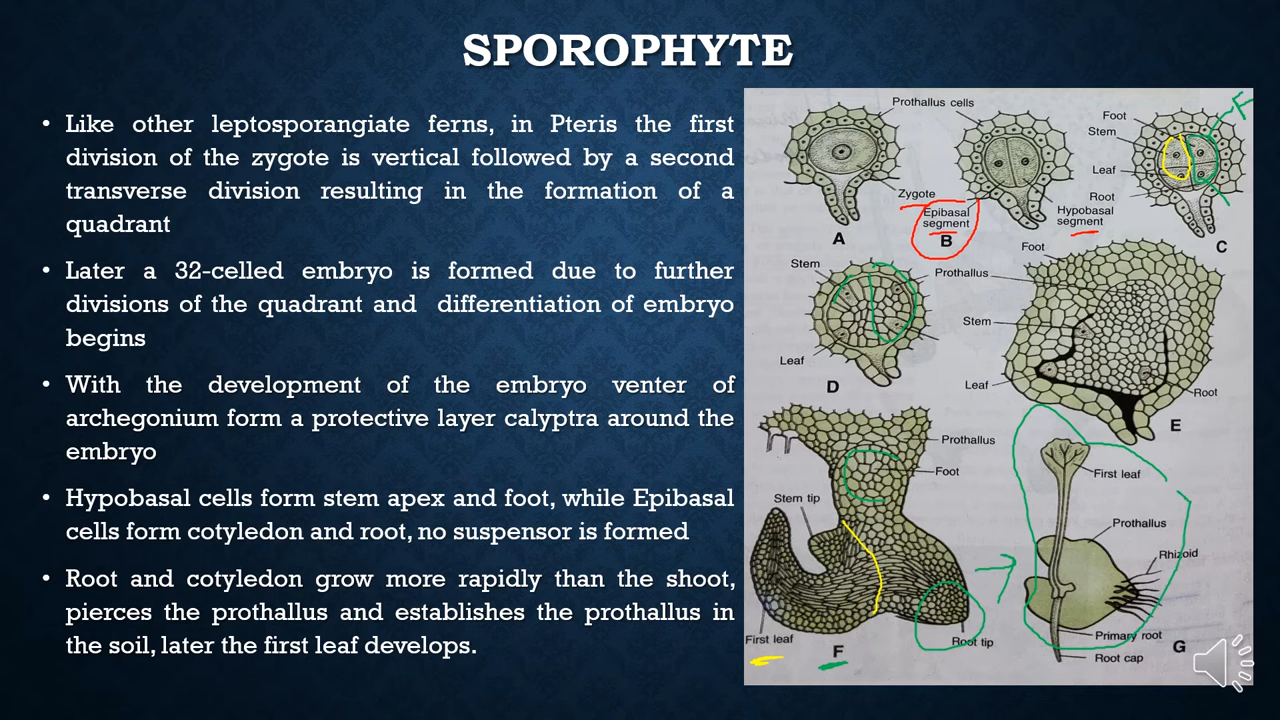 SPOROPHYTE
• Like other leptosporangiate ferns, in Pteris the first
division of the zygote is vertical followed by a second
transverse division resulting in the formation of a
quadrant
• Later a 32-celled embryo is formed due to further
divisions of the quadrant and differentiation of embryo
begins
• With the development of the embryo venter of
archegonium form a protective layer calyptra around the
embryo
• Hypobasal cells form stem apex and foot, while Epibasal
cells form cotyledon and root, no suspensor is formed
• Root and cotyledon grow more rapidly than the shoot,
pierces the prothallus and establishes the prothallus in
the soil, later the first leaf develops.
Prothallus cells
Zygote
A
Epibasal
segment
B
Hypobasal
segment
Foot
Stem
Leaf
Root
C
F
Stem
Prothallus
Leaf
D
Foot
Stem
Leaf
Root
E
Prothallus
Foot
Stem tip
First leaf
F
Root tip
First leaf
Prothallus
Rhizoid
Primary root
Root cap
G